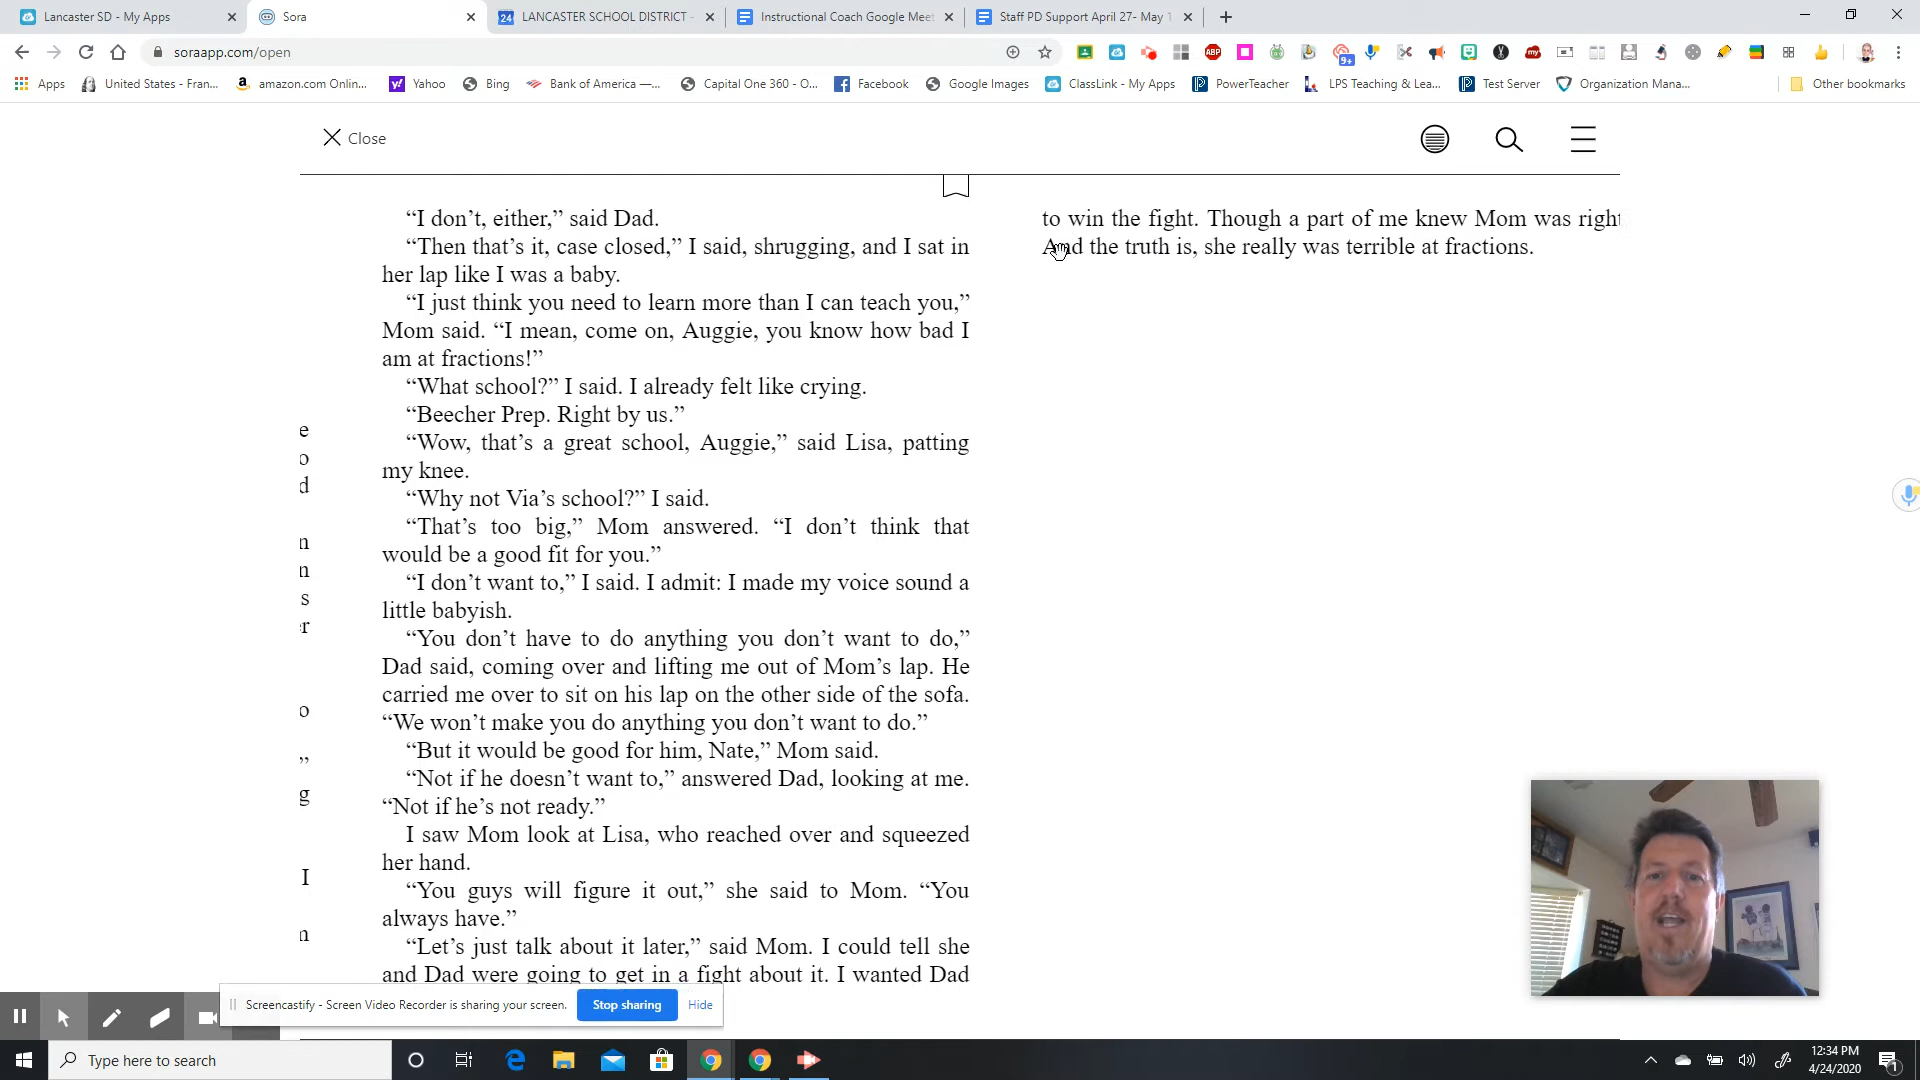 Lancaster SD - My Apps
Sora
LANCASTER SCHOOL DISTRICT -
Instructional Coach Google Meet
Staff PD Support April 27- May 1
soraapp.com/open
9+
Apps
United States - Fran...
amazon.com Onlin...
Yahoo
Bing
Bank of America —...
Capital One 360 - O...
Facebook
Google Images
ClassLink - My Apps
PowerTeacher
LPS Teaching & Lea...
Test Server
Organization Mana...
Other bookmarks
Close
“I don’t, either,” said Dad.
“Then that’s it, case closed,” I said, shrugging, and I sat in
her lap like I was a baby.
“I just think you need to learn more than I can teach you,”
Mom said. “I mean, come on, Auggie, you know how bad I
am at fractions!”
“What school?” I said. I already felt like crying.
“Beecher Prep. Right by us.”
“Wow, that’s a great school, Auggie,” said Lisa, patting
my knee.
“Why not Via’s school?” I said.
“That’s too big,” Mom answered. “I don’t think that
would be a good fit for you.”
“I don’t want to,” I said. I admit: I made my voice sound a
little babyish.
“You don’t have to do anything you don’t want to do,”
Dad said, coming over and lifting me out of Mom’s lap. He
carried me over to sit on his lap on the other side of the sofa.
“We won’t make you do anything you don’t want to do.”
“But it would be good for him, Nate,” Mom said.
“Not if he doesn’t want to,” answered Dad, looking at me.
“Not if he’s not ready.”
I saw Mom look at Lisa, who reached over and squeezed
her hand.
“You guys will figure it out,” she said to Mom. “You
always have.”
“Let’s just talk about it later,” said Mom. I could tell she
and Dad were going to get in a fight about it. I wanted Dad
to win the fight. Though a part of me knew Mom was right
And the truth is, she really was terrible at fractions.
Screencastify - Screen Video Recorder is sharing your screen.
Stop sharing
Hide
Type here to search
12:34 PM
4/24/2020